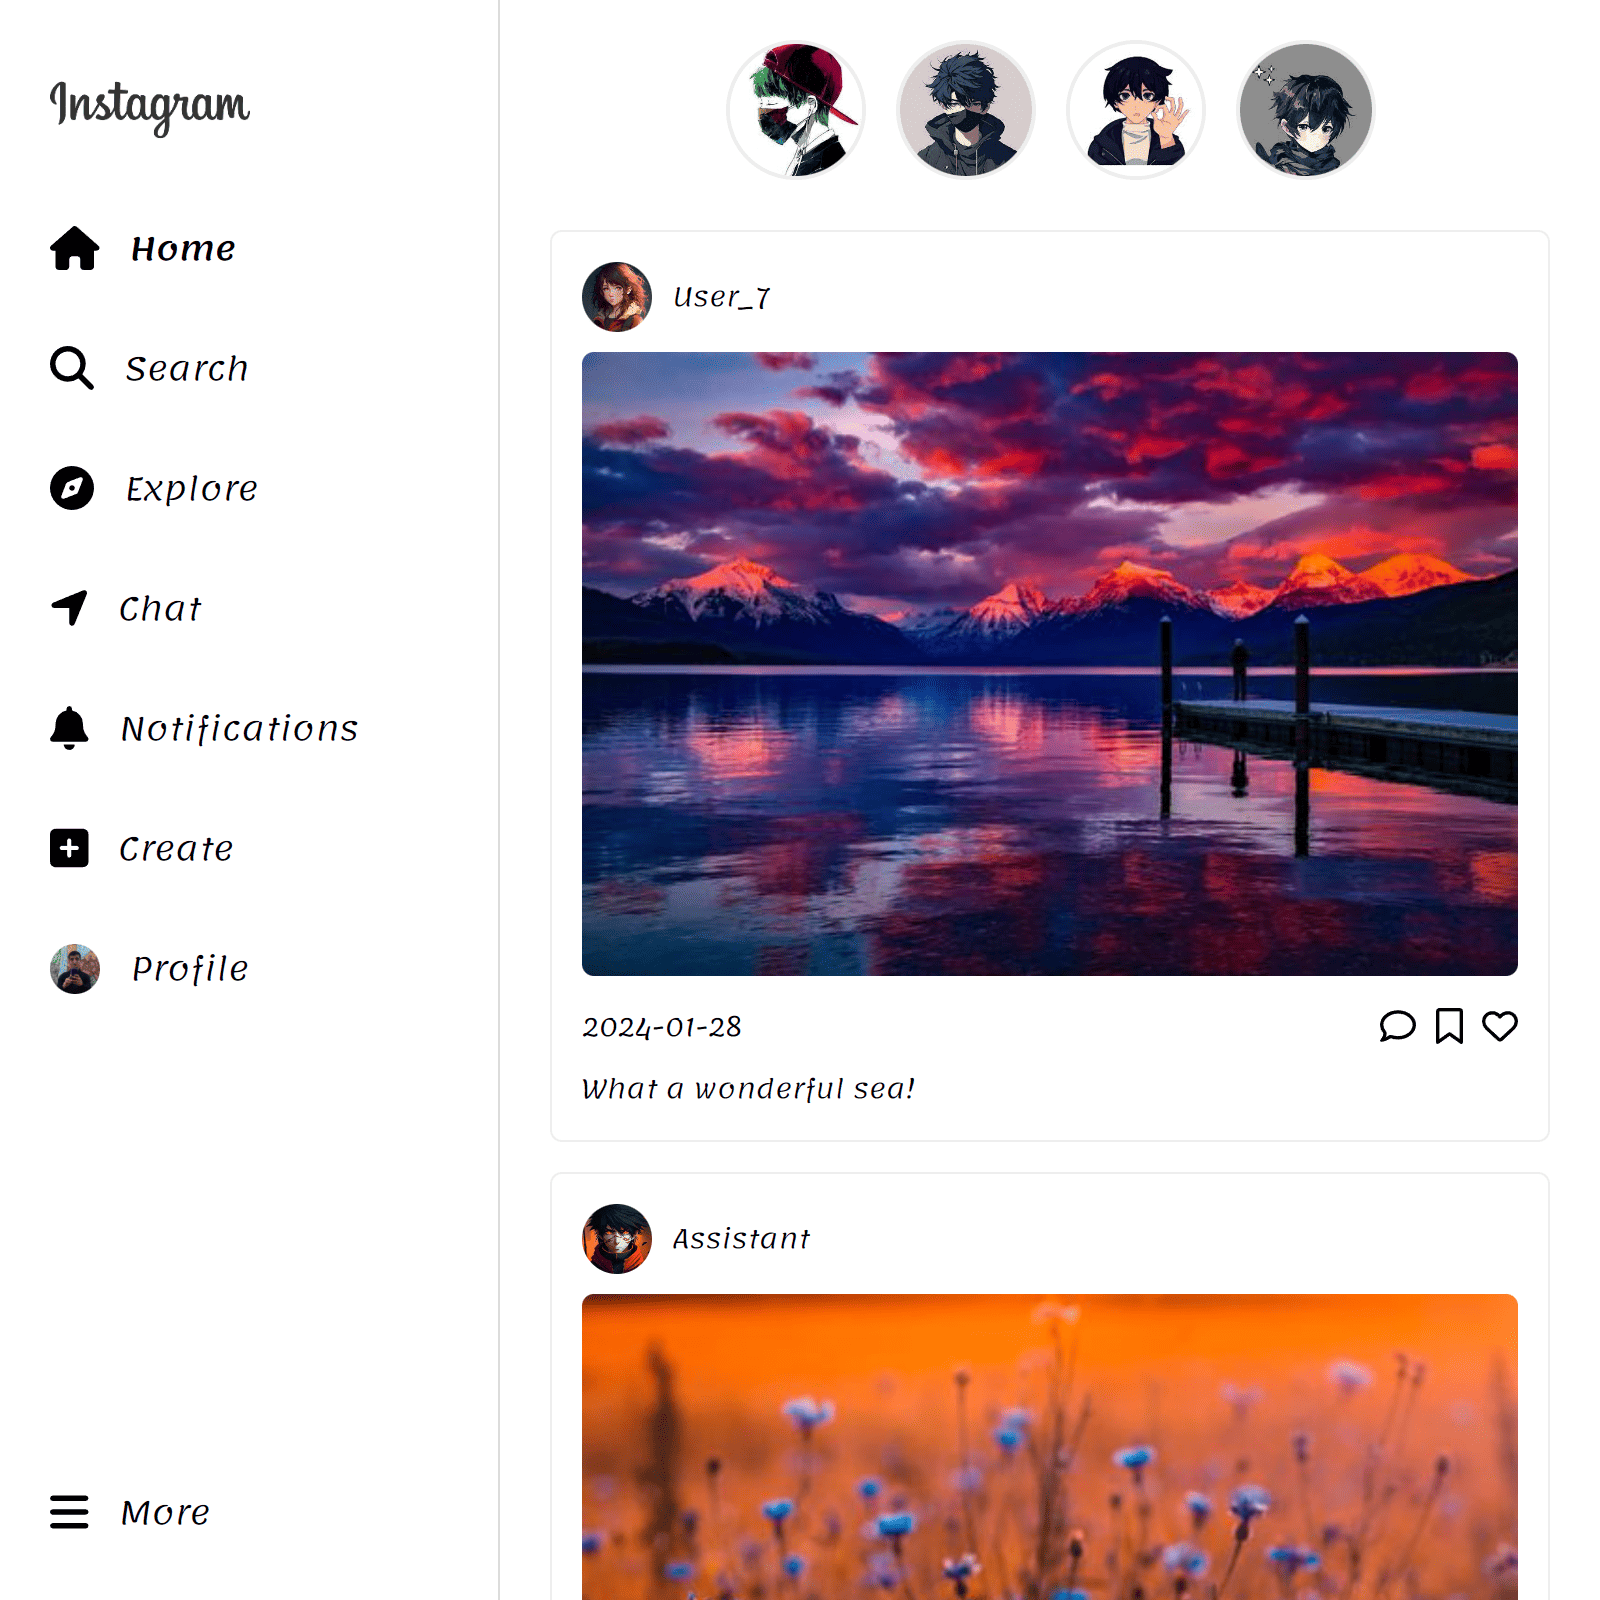 Instagram
Home
Search
Explore
Chat
Notifications
Create
Profile
More
User_7
2024-01-28
What a wonderful sea!
Assistant